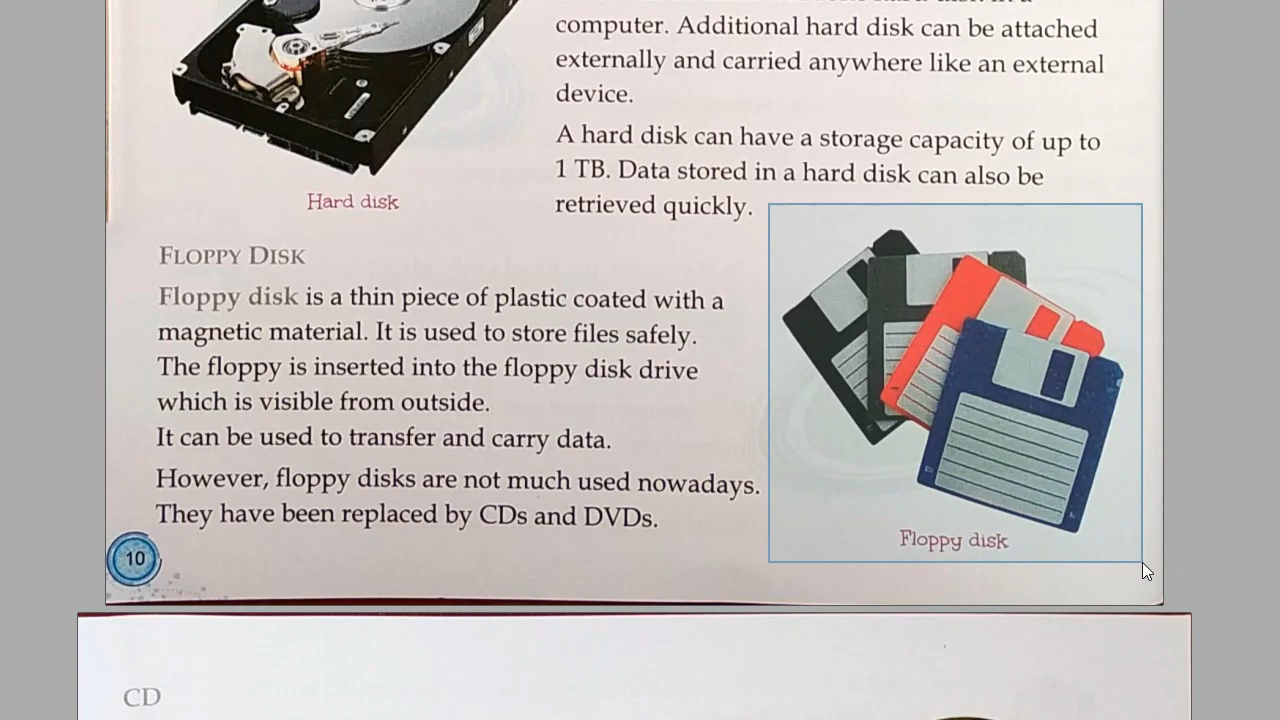 computer. Additional hard disk can be attached
externally and carried anywhere like an external
device.
A hard disk can have a storage capacity of up to
1 TB. Data stored in a hard disk can also be
retrieved quickly.
Hard disk
FLOPPY DISK
Floppy disk is a thin piece of plastic coated with a
magnetic material. It is used to store files safely.
The floppy is inserted into the floppy disk drive
which is visible from outside.
It can be used to transfer and carry data.
However, floppy disks are not much used nowadays.
They have been replaced by CDs and DVDs.
Floppy disk
10
CD